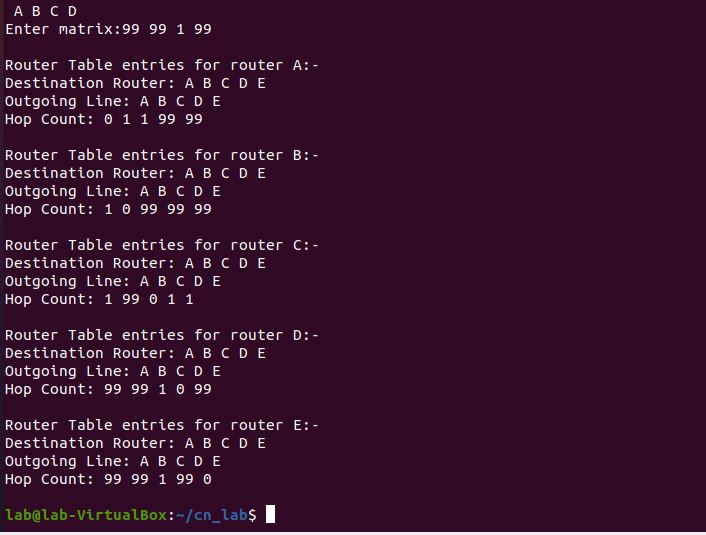 A B C D
Enter matrix:99 99 1 99
Router Table entries for router A:-
Destination Router: A B C D E
Outgoing Line: A B C D E
Hop Count: 0 1 1 99 99
Router Table entries for router B:-
Destination Router: A B C D E
Outgoing Line: A B C D E
Hop Count: 1 0 99 99 99
Router Table entries for router C:-
Destination Router: A B C D E
Outgoing Line: A B C D E
Hop Count: 1 99 0 1 1
Router Table entries for router D:-
Destination Router: A B C D E
Outgoing Line: A B C D E
Hop Count: 99 99 1 0 99
Router Table entries for router E:-
Destination Router: A B C D E
Outgoing Line: A B C D E
Hop Count: 99 99 1 99 0
lab@lab-VirtualBox:~/cn_lab$